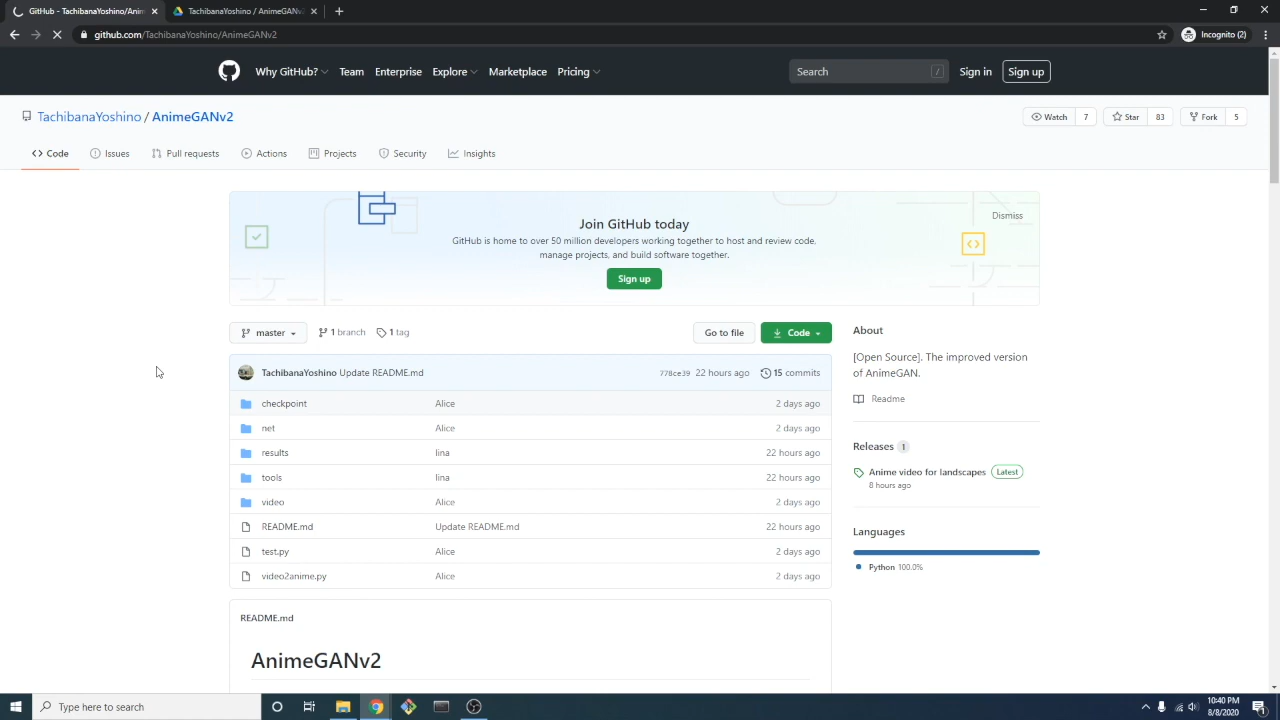 GitHub - TachibanaYoshino/Anim
TachibanaYoshino / AnimeGANv2
github.com/TachibanaYoshino/AnimeGANv2
Incognito (2)
Why GitHub?
Team
Enterprise
Explore
Marketplace
Pricing
Search
/
Sign in
Sign up
TachibanaYoshino / AnimeGANv2
Watch 7
Star 83
Fork 5
Code
Issues
Pull requests
Actions
Projects
Security
Insights
Join GitHub today
Dismiss
GitHub is home to over 50 million developers working together to host and review code,
manage projects, and build software together.
Sign up
master
1 branch
1 tag
Go to file
Code
TachibanaYoshino Update README.md 778ce39 22 hours ago 15 commits
checkpoint Alice 2 days ago
net Alice 2 days ago
results lina 22 hours ago
tools lina 22 hours ago
video Alice 2 days ago
README.md Update README.md 22 hours ago
test.py Alice 2 days ago
video2anime.py Alice 2 days ago
README.md
AnimeGANv2
About
[Open Source]. The improved version
of AnimeGAN.
Readme
Releases 1
Anime video for landscapes Latest
8 hours ago
Languages
Python 100.0%
Type here to search
10:40 PM
8/8/2020